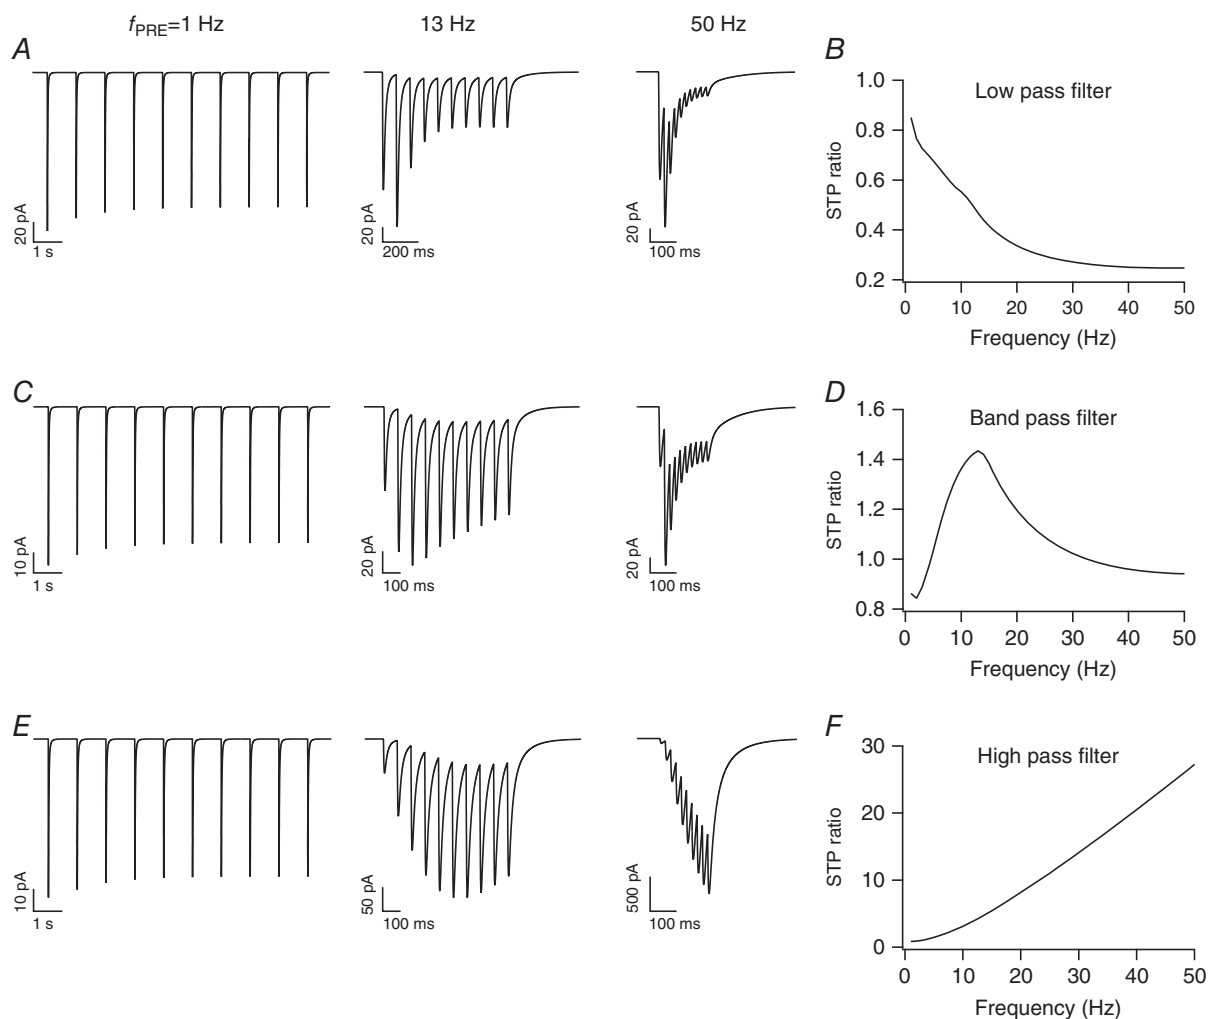 f PRE=1 Hz 13 Hz 50 Hz
A B
Low pass filter
1.0
0.8
0.6
0.4
0.2
STP ratio
20 pA 1 s
20 pA 200 ms
20 pA 100 ms
0 10 20 30 40 50
Frequency (Hz)
C D
Band pass filter
1.6
1.4
1.2
1.0
0.8
STP ratio
10 pA 1 s
20 pA 100 ms
20 pA 100 ms
0 10 20 30 40 50
Frequency (Hz)
E F
High pass filter
30
20
10
0
STP ratio
10 pA 1 s
50 pA 100 ms
500 pA 100 ms
0 10 20 30 40 50
Frequency (Hz)